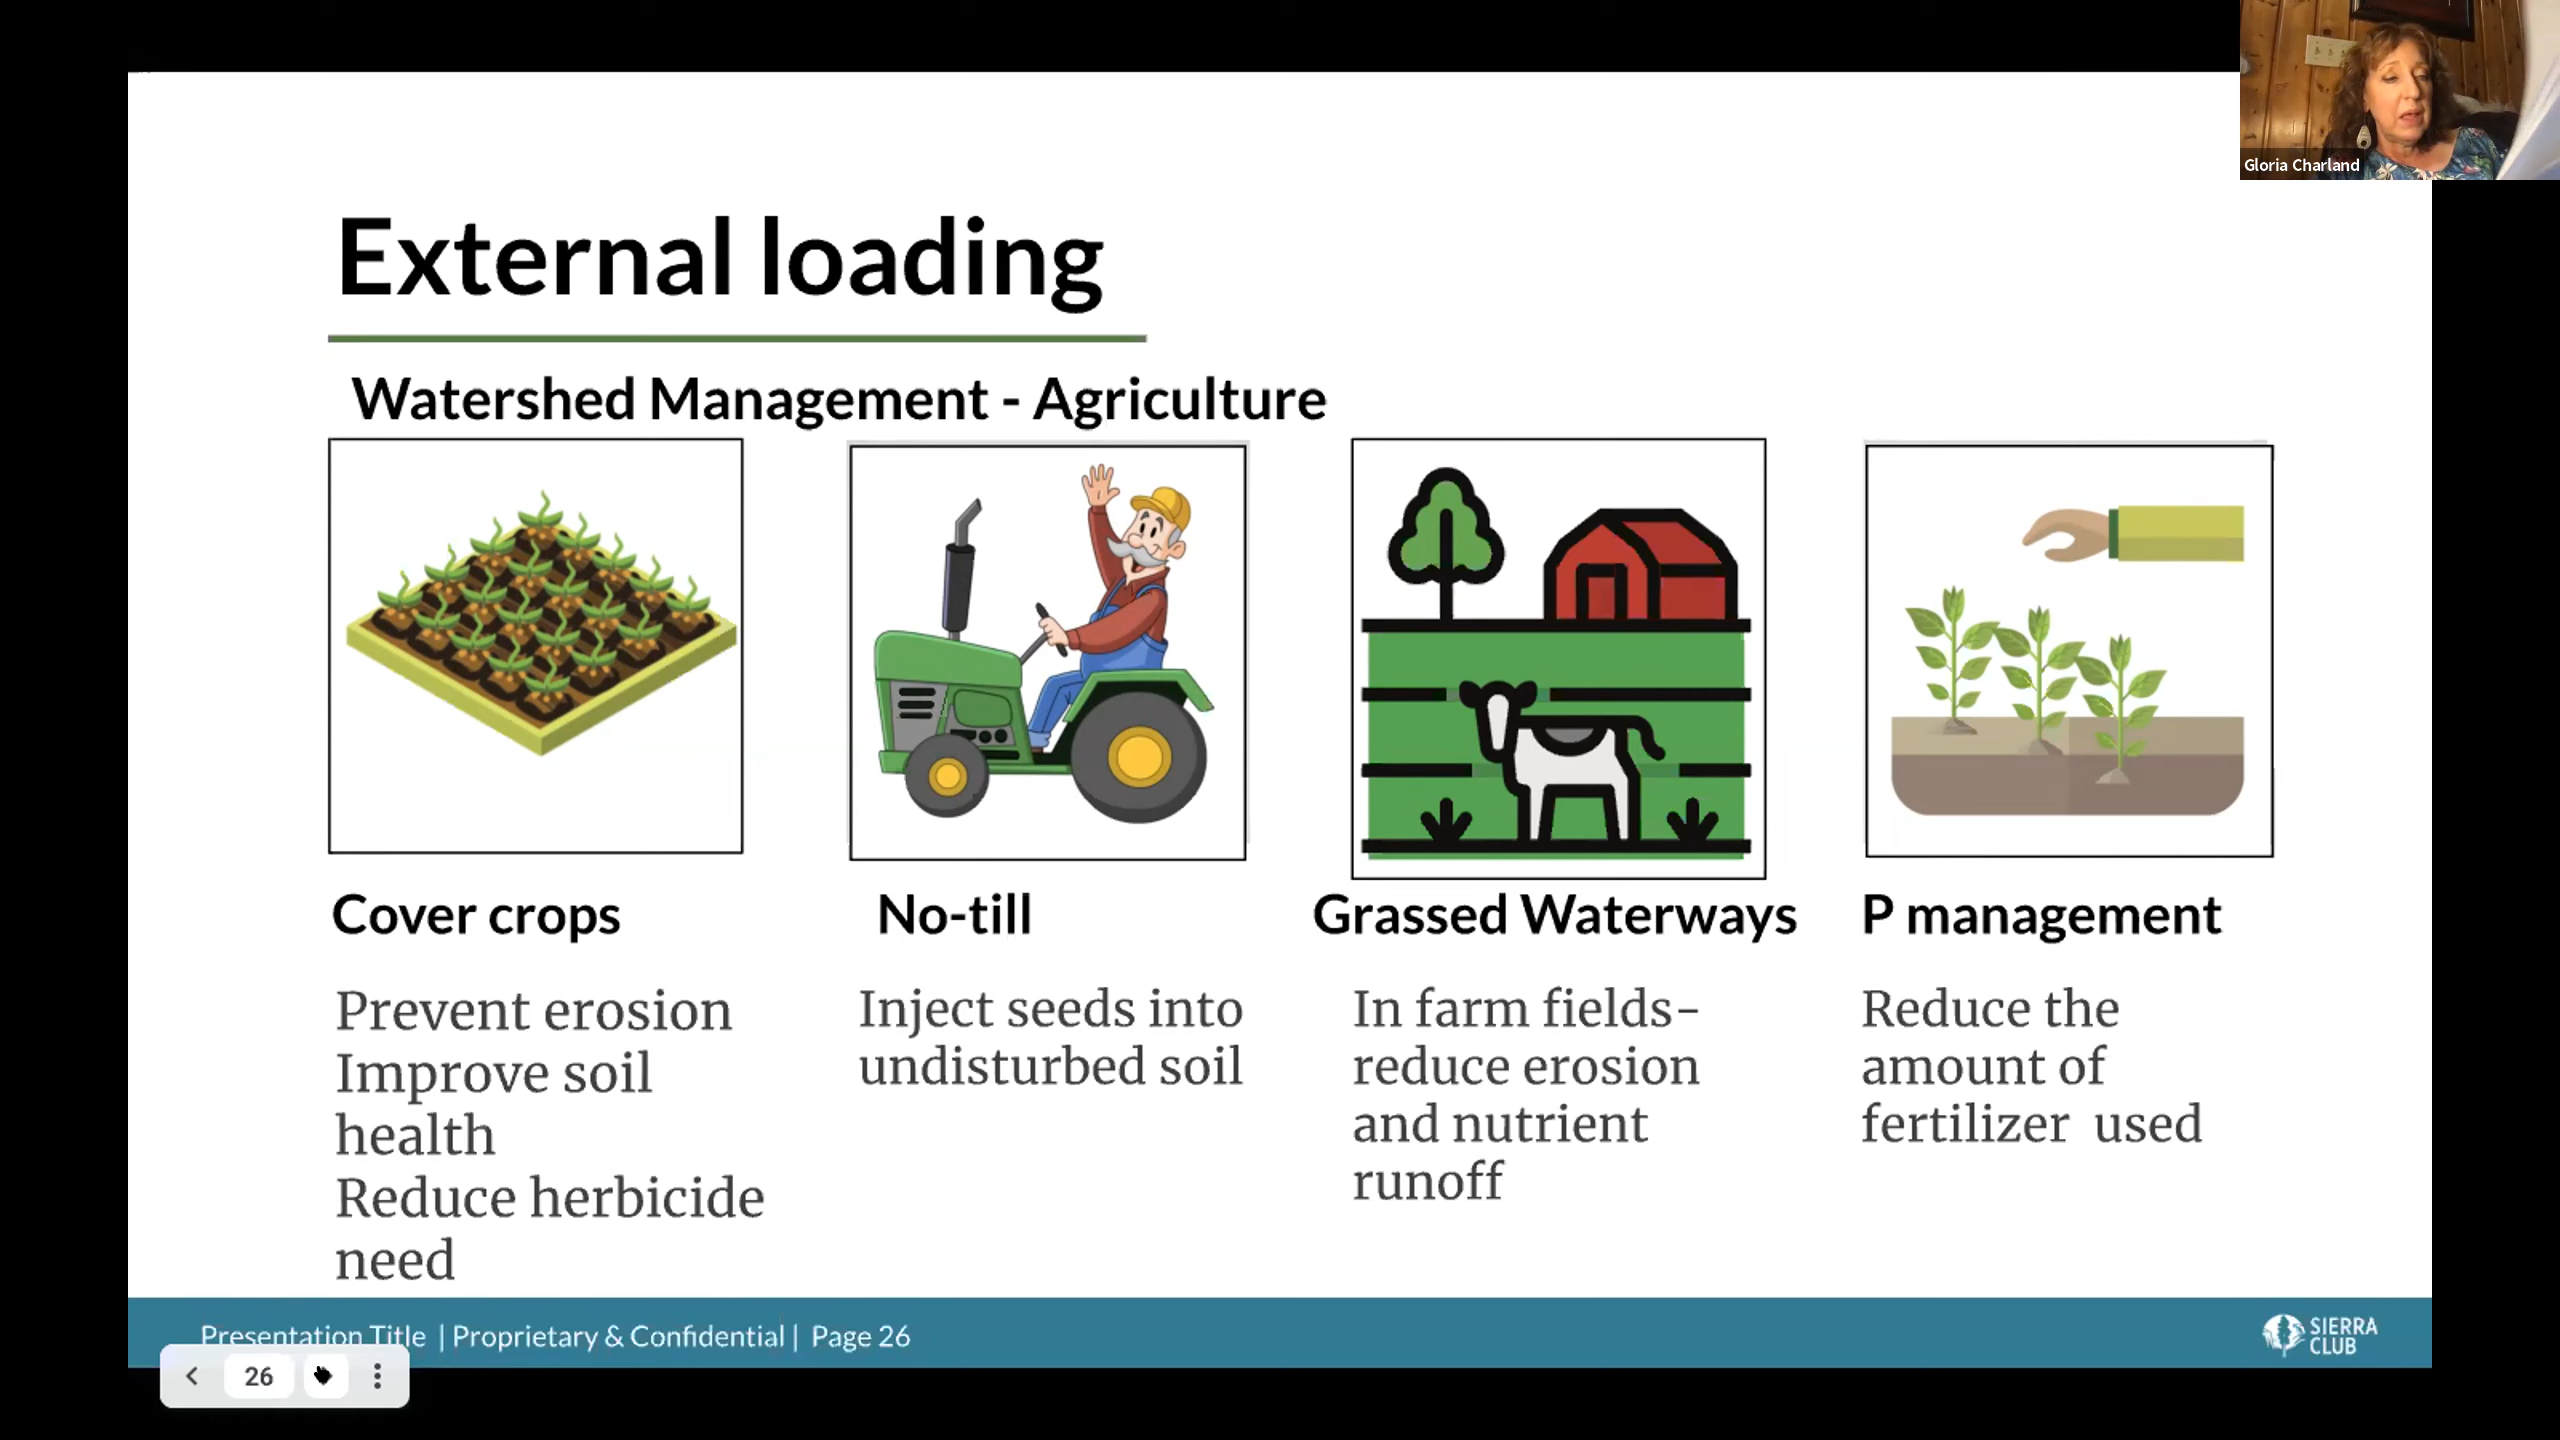 Gloria Charland
External loading
Watershed Management - Agriculture
Cover crops
Prevent erosion
Improve soil
health
Reduce herbicide
need
No-till
Inject seeds into
undisturbed soil
Grassed Waterways
In farm fields-
reduce erosion
and nutrient
runoff
P management
Reduce the
amount of
fertilizer used
Presentation Title | Proprietary & Confidential | Page 26
SIERRA
CLUB
26